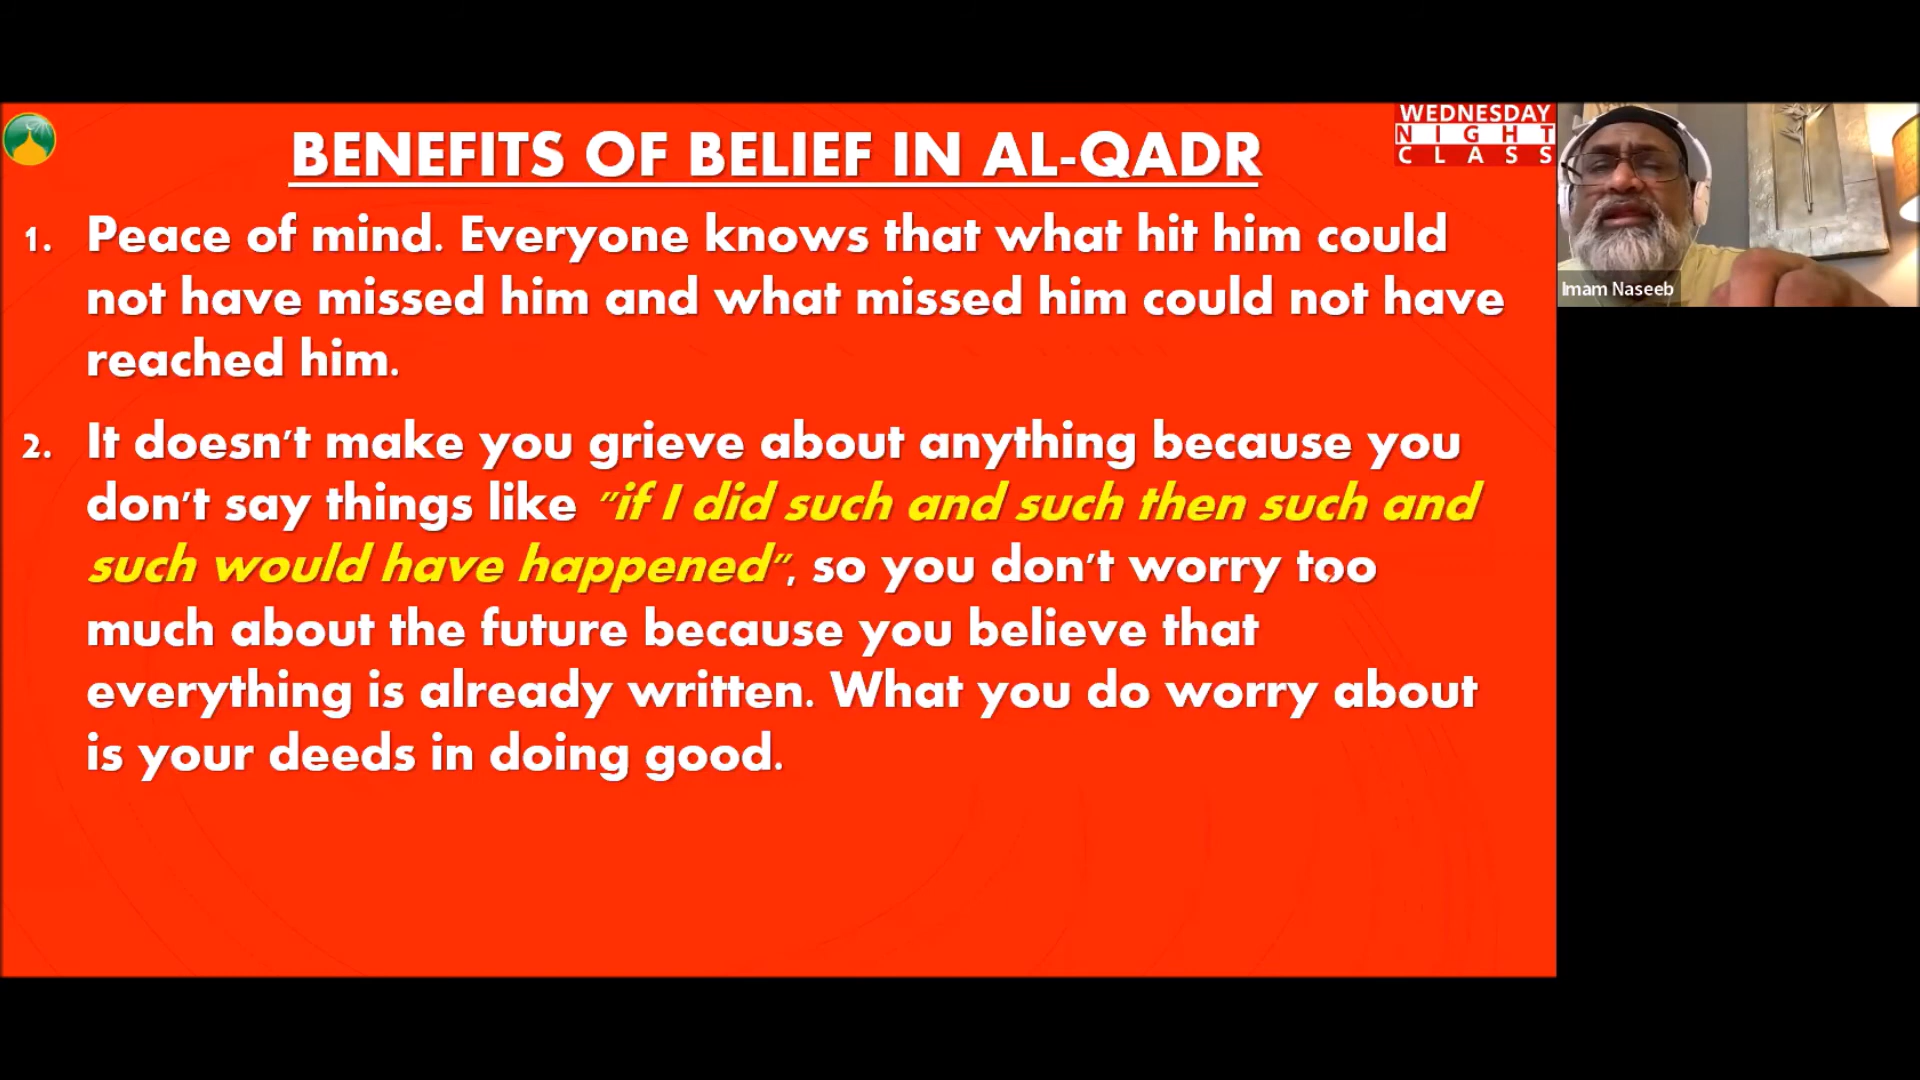 BENEFITS OF BELIEF IN AL-QADR
WEDNESDAY
NIGHT
CLASS
1. Peace of mind. Everyone knows that what hit him could
not have missed him and what missed him could not have
reached him.
2. It doesn't make you grieve about anything because you
don't say things like "if I did such and such then such and
such would have happened", so you don't worry too
much about the future because you believe that
everything is already written. What you do worry about
is your deeds in doing good.
Imam Naseeb